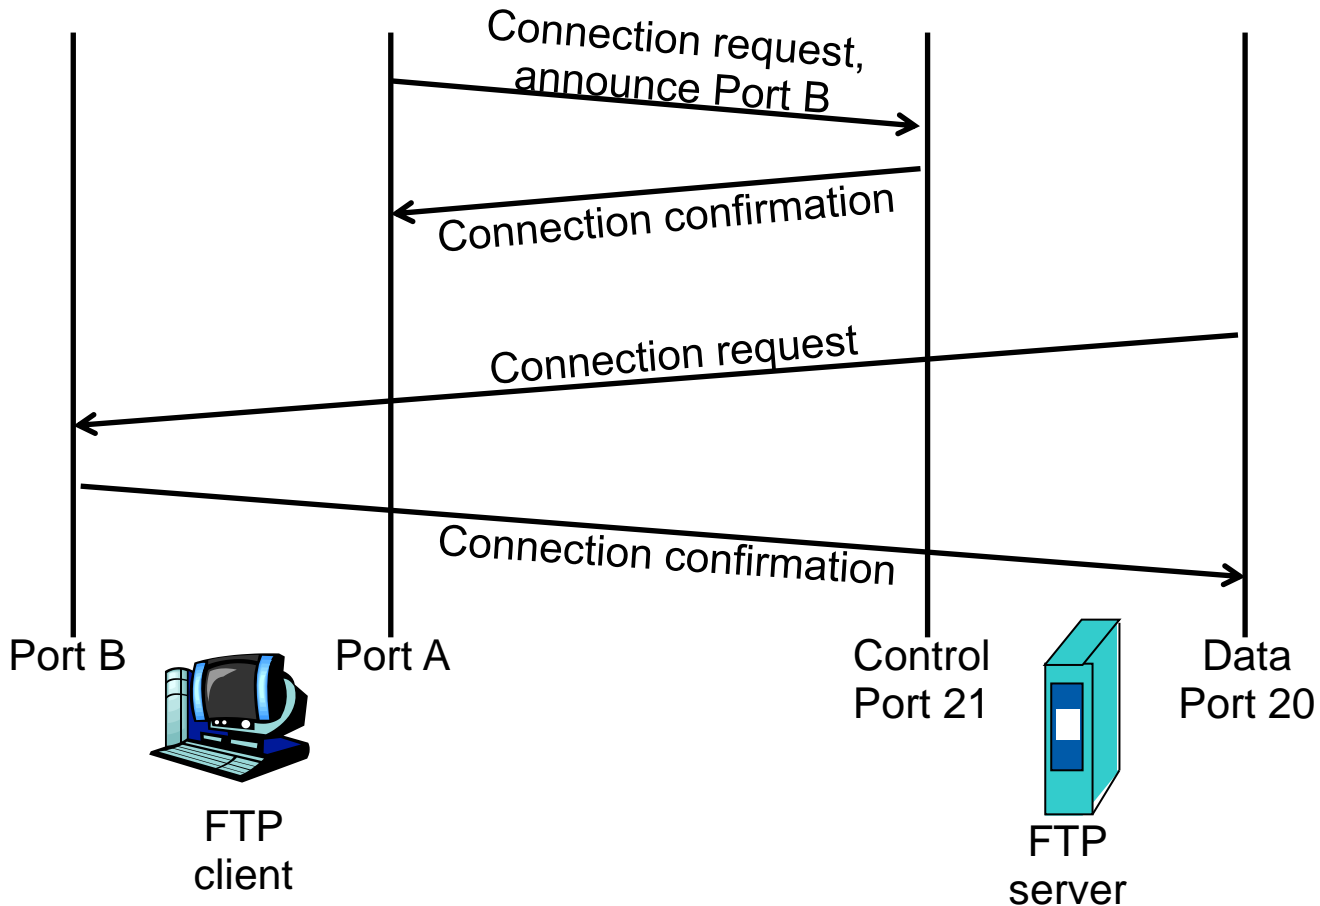 Connection request,
announce Port B
Connection confirmation
Connection request
Connection confirmation
Port B
Port A
Control
Port 21
Data
Port 20
FTP
client
FTP
server